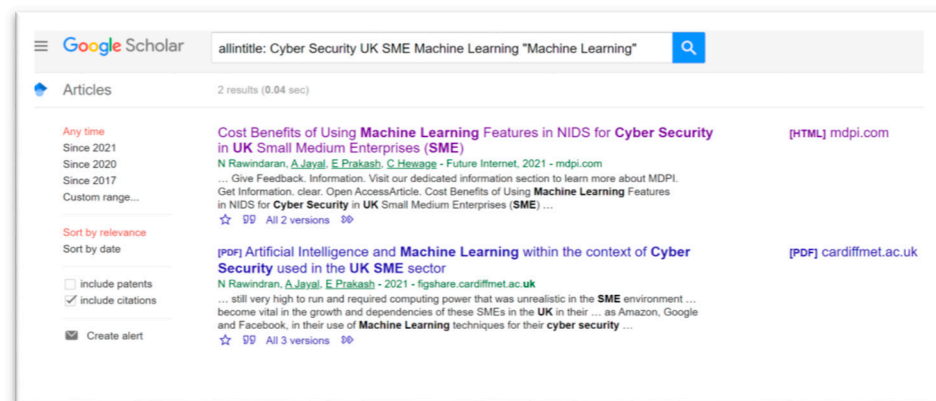 Google Scholar
allintitle: Cyber Security UK SME Machine Learning "Machine Learning"
Articles
2 results (0.04 sec)
Any time
Since 2021
Since 2020
Since 2017
Custom range...
Sort by relevance
Sort by date
include patents
include citations
Create alert
Cost Benefits of Using Machine Learning Features in NIDS for Cyber Security
in UK Small Medium Enterprises (SME)
N Rawindaran, A Jayal, E Prakash, C Hewage - Future Internet, 2021 - mdpi.com
... Give Feedback. Information. Visit our dedicated information section to learn more about MDPI.
Get Information. clear. Open AccessArticle. Cost Benefits of Using Machine Learning Features
in NIDS for Cyber Security in UK Small Medium Enterprises (SME) ...
All 2 versions
[HTML] mdpi.com
[PDF] Artificial Intelligence and Machine Learning within the context of Cyber
Security used in the UK SME sector
N Rawindran, A Jayal, E Prakash - 2021 - figshare.cardiffmet.ac.uk
... still very high to run and required computing power that was unrealistic in the SME environment ...
become vital in the growth and dependencies of these SMEs in the UK in their ... as Amazon, Google
and Facebook, in their use of Machine Learning techniques for their cyber security ...
All 3 versions
[PDF] cardiffmet.ac.uk